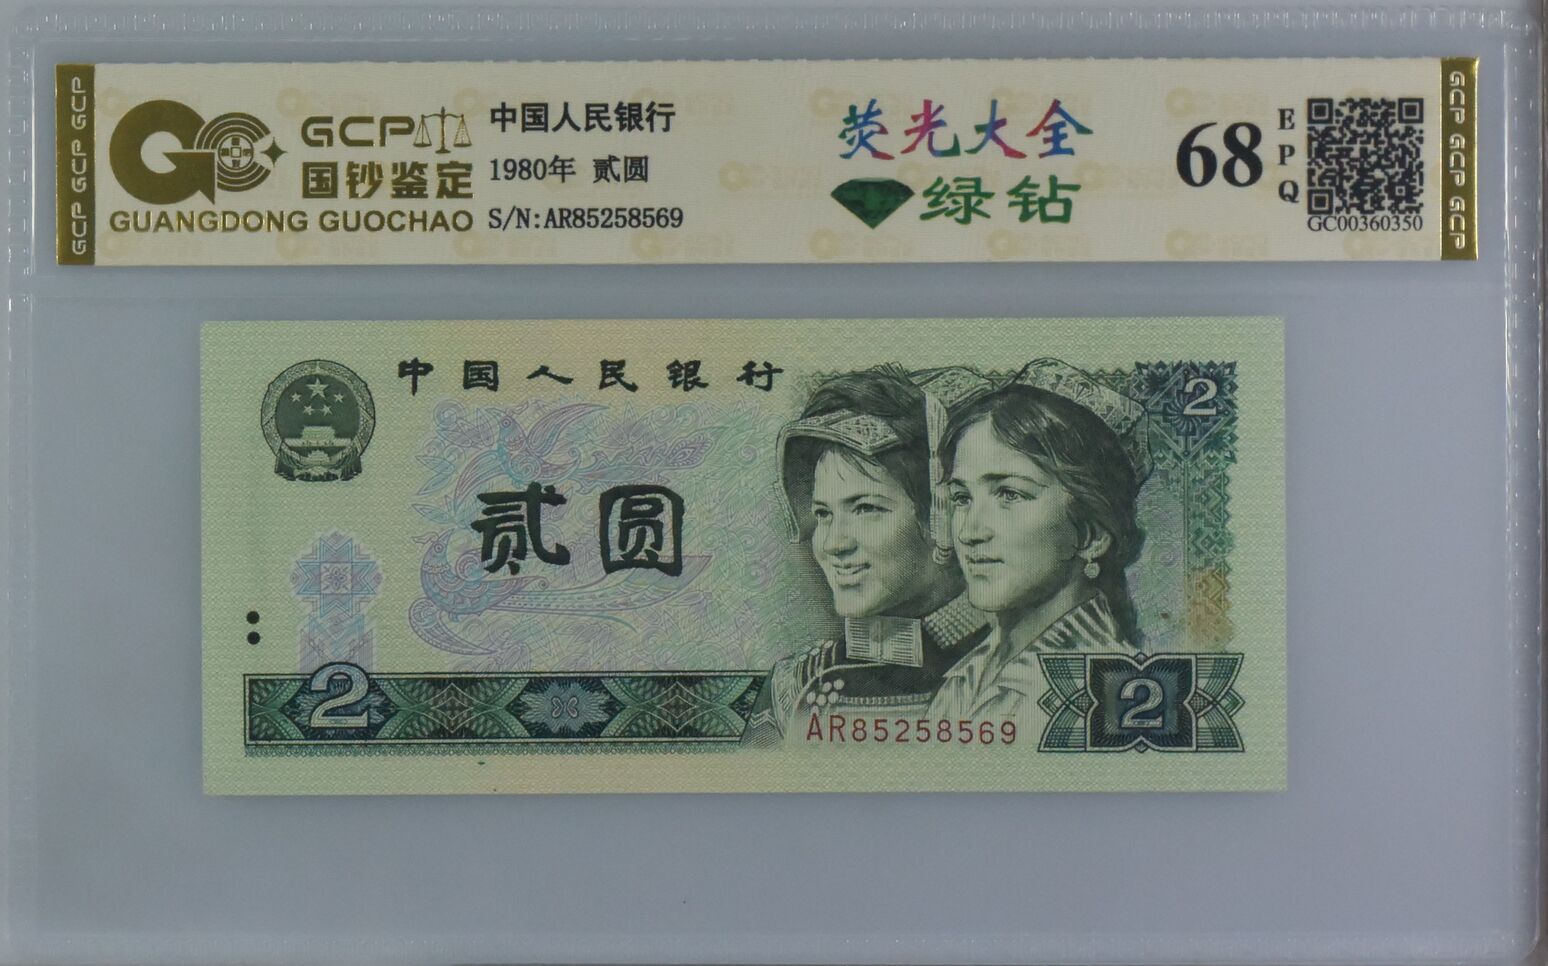 GCP GCP GCP
GCP
国钞鉴定
GUANGDONG GUOCHAO
中国人民银行
1980年 贰圆
S/N:AR85258569
荧光大全
绿钻
68
EPQ
GC00360350
GCP GCP GCP
中国人民银行
2
贰圆
2
AR85258569
2